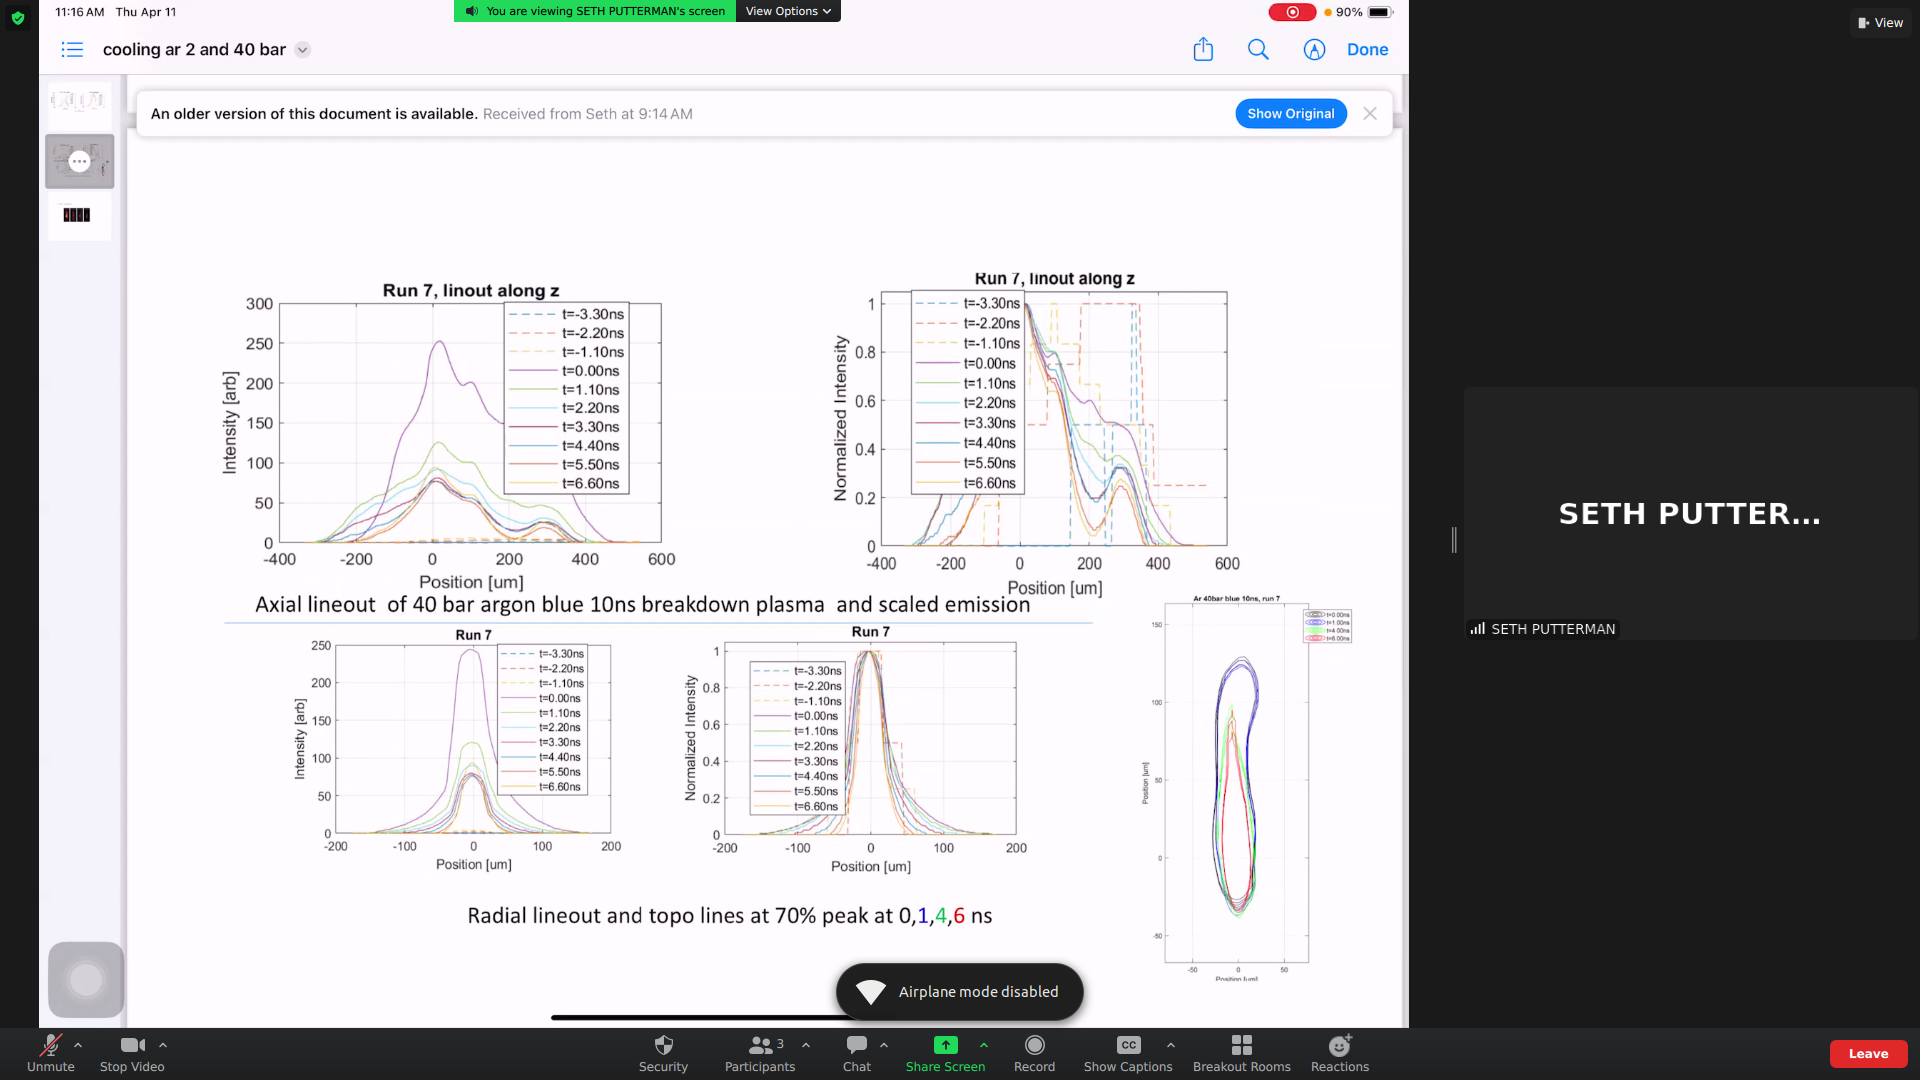 11:16 AM Thu Apr 11
You are viewing SETH PUTTERMAN's screen
View Options
90%
View
cooling ar 2 and 40 bar
Done
An older version of this document is available. Received from Seth at 9:14 AM
Show Original
Run 7, linout along z
300
250
200
150
100
50
0
-400 -200 0 200 400 600
Intensity [arb]
Position [um]
t=-3.30ns
t=-2.20ns
t=-1.10ns
t=0.00ns
t=1.10ns
t=2.20ns
t=3.30ns
t=4.40ns
t=5.50ns
t=6.60ns
Run 7, linout along z
1
0.8
0.6
0.4
0.2
0
-400 -200 0 200 400 600
Normalized Intensity
Position [um]
t=-3.30ns
t=-2.20ns
t=-1.10ns
t=0.00ns
t=1.10ns
t=2.20ns
t=3.30ns
t=4.40ns
t=5.50ns
t=6.60ns
Axial lineout of 40 bar argon blue 10ns breakdown plasma and scaled emission
Run 7
250
200
150
100
50
0
-200 -100 0 100 200
Intensity [arb]
Position [um]
t=-3.30ns
t=-2.20ns
t=-1.10ns
t=0.00ns
t=1.10ns
t=2.20ns
t=3.30ns
t=4.40ns
t=5.50ns
t=6.60ns
Run 7
1
0.8
0.6
0.4
0.2
0
-200 -100 0 100 200
Normalized Intensity
Position [um]
t=-3.30ns
t=-2.20ns
t=-1.10ns
t=0.00ns
t=1.10ns
t=2.20ns
t=3.30ns
t=4.40ns
t=5.50ns
t=6.60ns
Ar 40bar blue 10ns, run 7
150
100
50
0
-50
-50 0 50
Position [um]
Position [um]
t=0.00ns
t=1.00ns
t=4.00ns
t=6.00ns
Radial lineout and topo lines at 70% peak at 0,1,4,6 ns
Airplane mode disabled
SETH PUTTER...
SETH PUTTERMAN
Unmute
Stop Video
Security
3
Participants
Chat
Share Screen
Record
CC
Show Captions
Breakout Rooms
Reactions
Leave